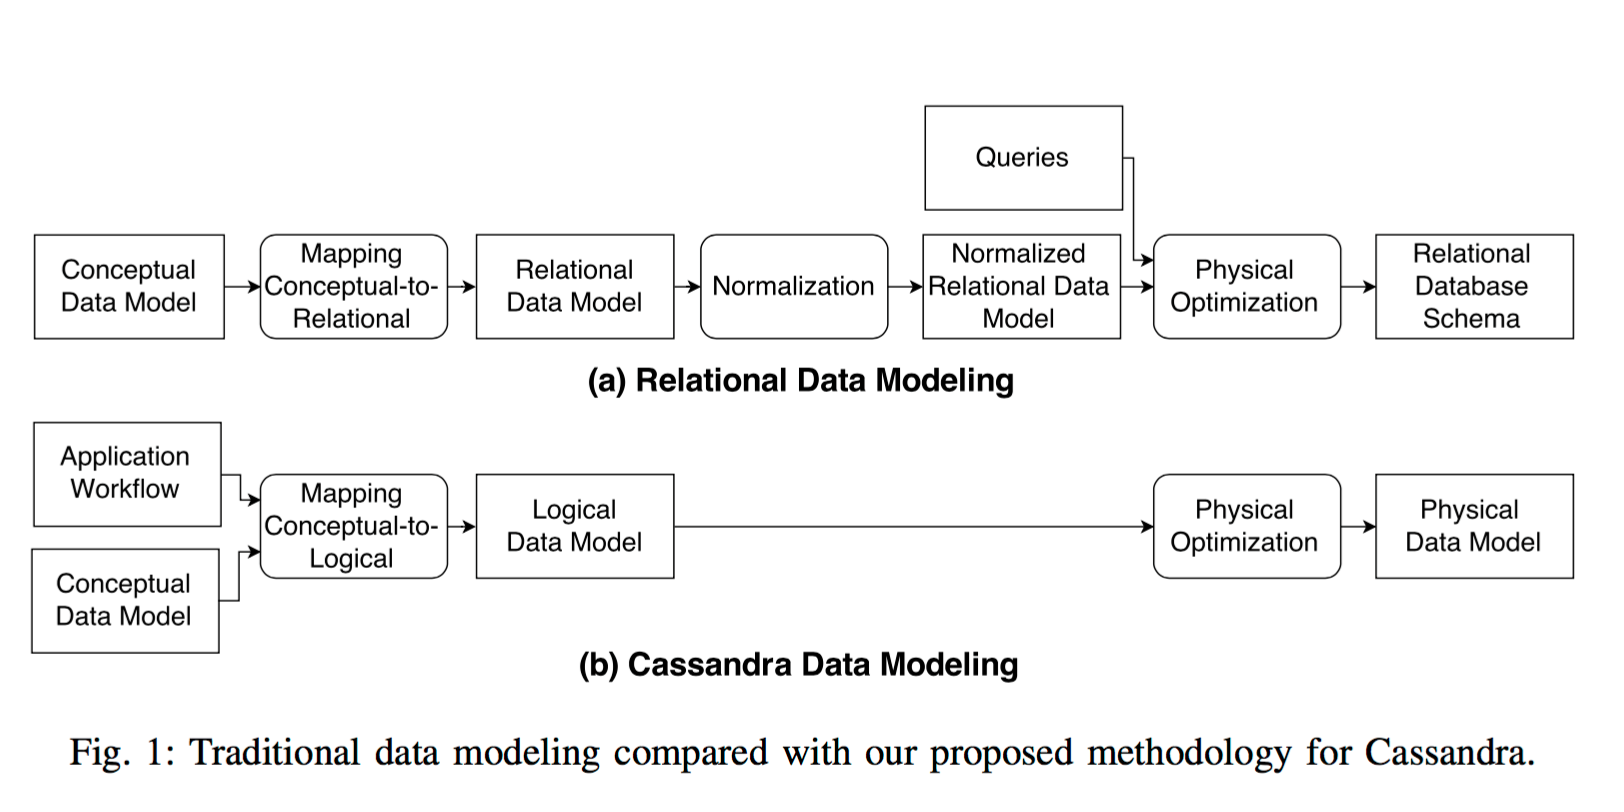 Queries
Conceptual
Data Model
Mapping
Conceptual-to-
Relational
Relational
Data Model
Normalization
Normalized
Relational Data
Model
Physical
Optimization
Relational
Database
Schema
(a) Relational Data Modeling
Application
Workflow
Conceptual
Data Model
Mapping
Conceptual-to-
Logical
Logical
Data Model
Physical
Optimization
Physical
Data Model
(b) Cassandra Data Modeling
Fig. 1: Traditional data modeling compared with our proposed methodology for Cassandra.